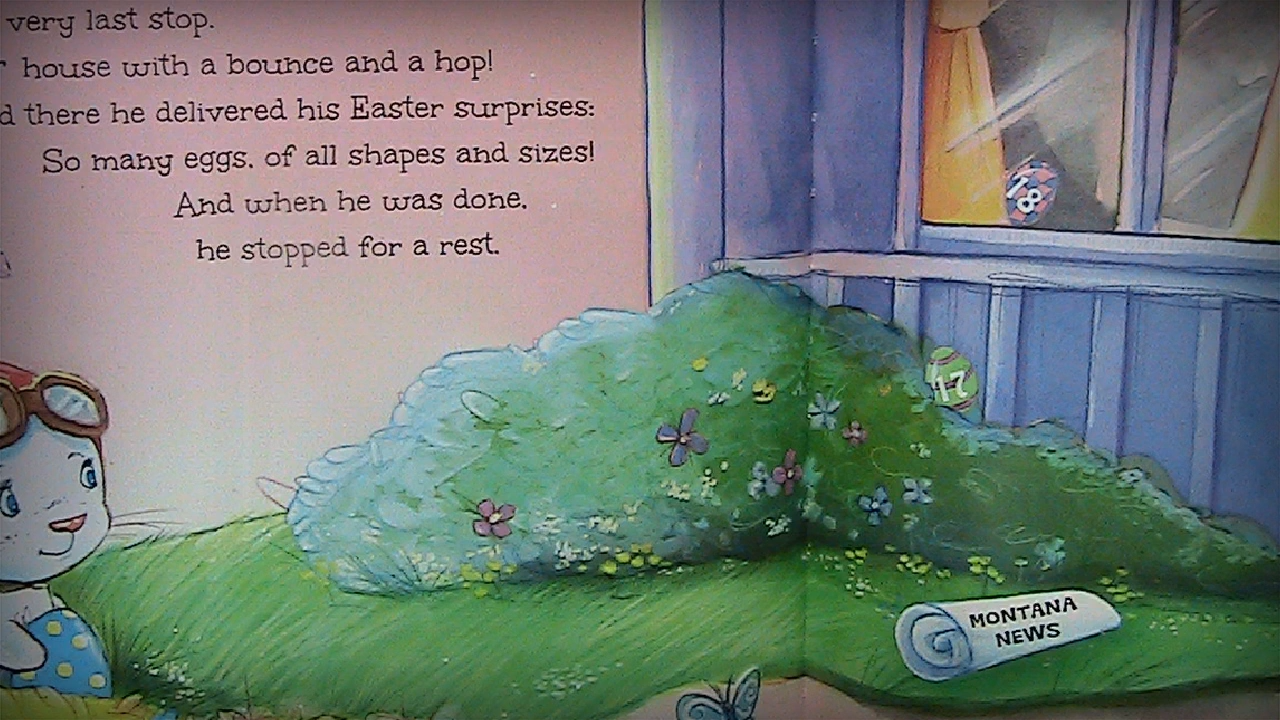 very last stop.
house with a bounce and a hop!
there he delivered his Easter surprises:
So many eggs, of all shapes and sizes!
And when he was done,
he stopped for a rest.
18
17
MONTANA
NEWS